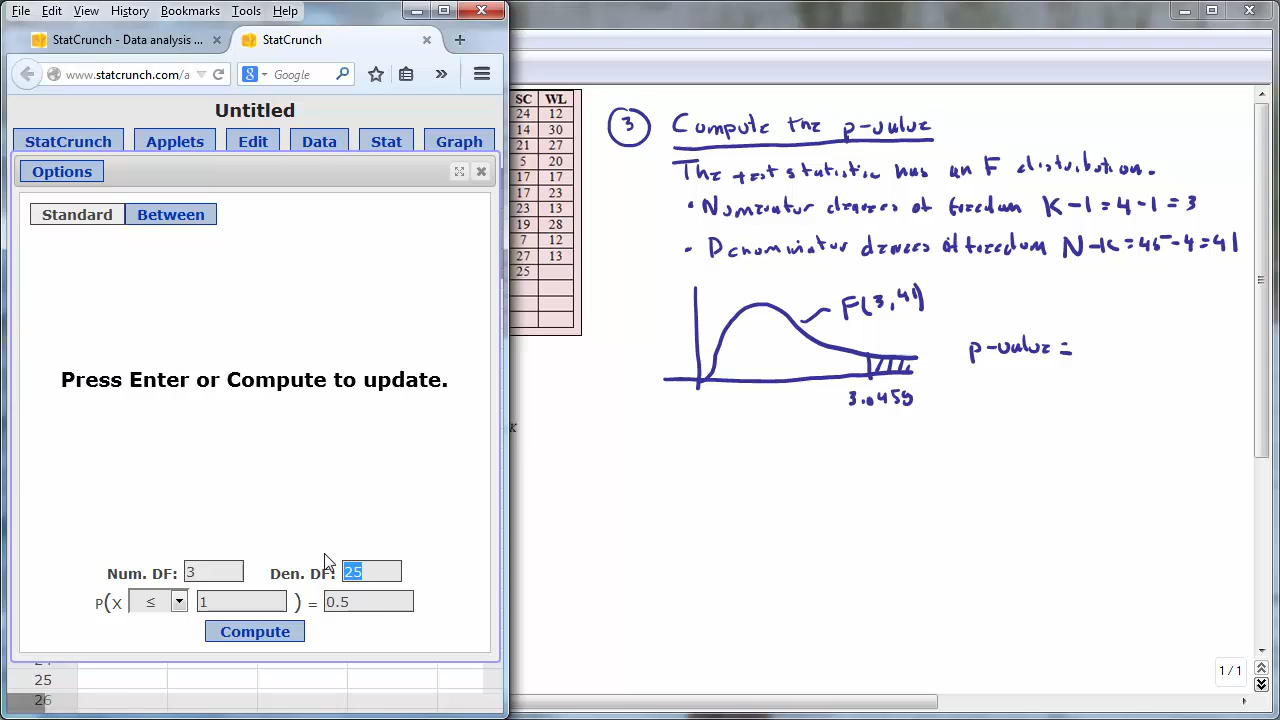 File Edit View History Bookmarks Tools Help
StatCrunch - Data analysis ...
StatCrunch
www.statcrunch.com/a
Google
Untitled
StatCrunch Applets Edit Data Stat Graph
Options
Standard Between
Press Enter or Compute to update.
Num. DF: 3 Den. DF: 25
P(X ≤ 1 ) = 0.5
Compute
24
25
26
SC WL
24 12
14 30
21 27
5 20
17 17
17 23
23 13
19 28
7 12
27 13
25
K
3 Compute the p-value
The test statistic has an F distribution.
• Numerator degrees of freedom K-1=4-1=3
• Denominator degrees of freedom N-K=45-4=41
F(3,41)
p-value =
3.0459
1 / 1